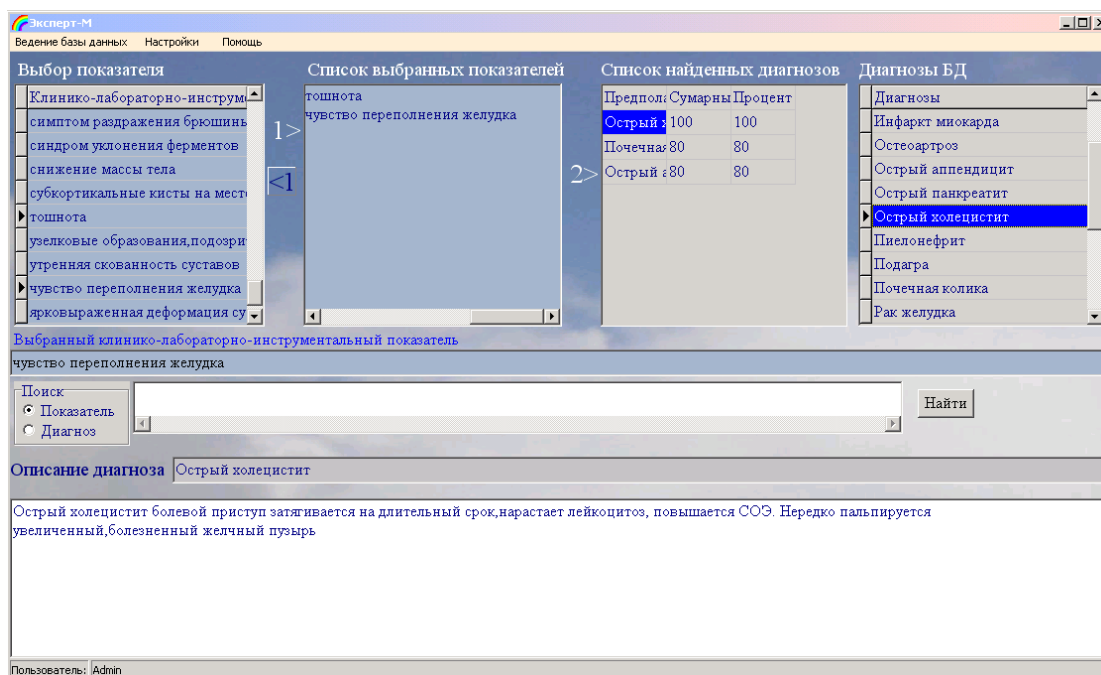 Эксперт-М
Ведение базы данных Настройки Помощь
Выбор показателя
Клинико-лабораторно-инструм
симптом раздражения брюшинь
синдром уклонения ферментов
снижение массы тела
субкортикальные кисты на мест
тошнота
узелковые образования,подозри
утренняя скованность суставов
чувство переполнения желудка
ярковыраженная деформация су
1>
<1
Список выбранных показателей
тошнота
чувство переполнения желудка
2>
Список найденных диагнозов
Предпол Сумарны Процент
Острый 100 100
Почечная 80 80
Острый а 80 80
Диагнозы БД
Диагнозы
Инфаркт миокарда
Остеоартроз
Острый аппендицит
Острый панкреатит
Острый холецистит
Пиелонефрит
Подагра
Почечная колика
Рак желудка
Выбранный клинико-лабораторно-инструментальный показатель
чувство переполнения желудка
Поиск
Показатель
Диагноз
Найти
Описание диагноза Острый холецистит
Острый холецистит болевой приступ затягивается на длительный срок,нарастает лейкоцитоз, повышается СОЭ. Нередко пальпируется
увеличенный,болезненный желчный пузырь
Пользователь: Admin